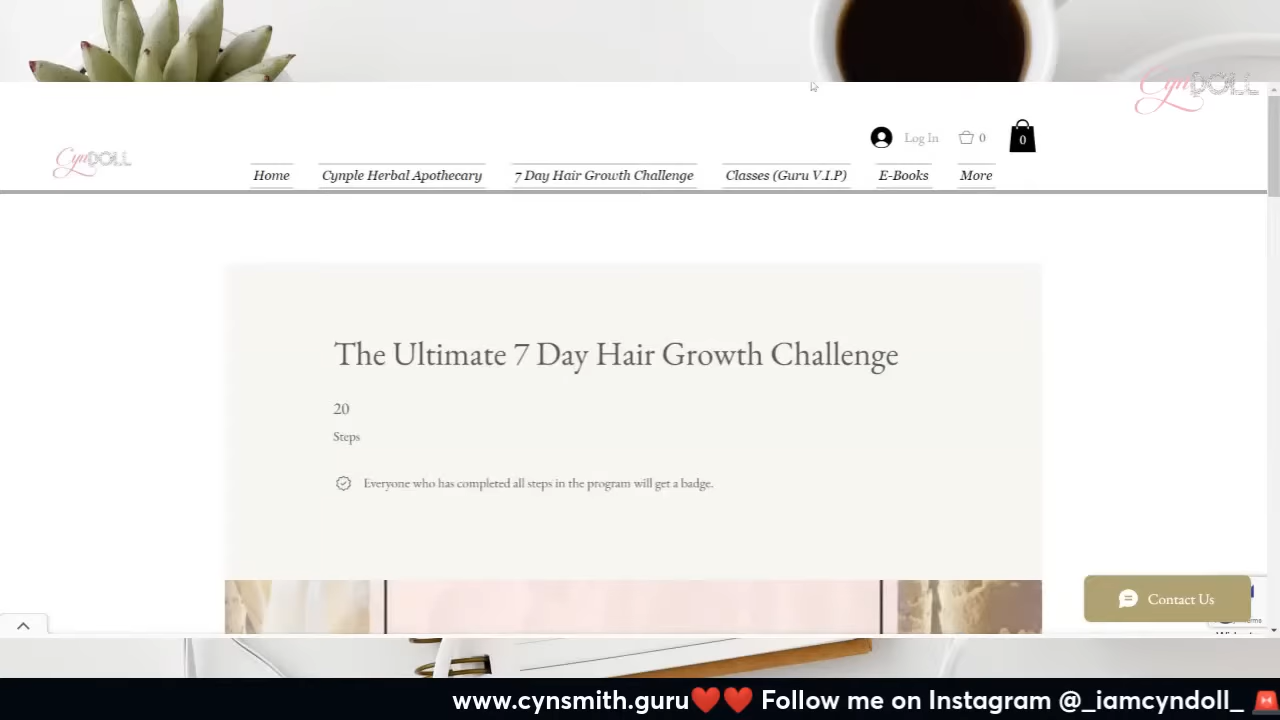 CynDOLL
Log In
0
0
CynDOLL
Home
Cynple Herbal Apothecary
7 Day Hair Growth Challenge
Classes (Guru V.I.P)
E-Books
More
The Ultimate 7 Day Hair Growth Challenge
20
Steps
Everyone who has completed all steps in the program will get a badge.
Contact Us
www.cynsmith.guru❤️❤️ Follow me on Instagram @_iamcyndoll_ 🚨